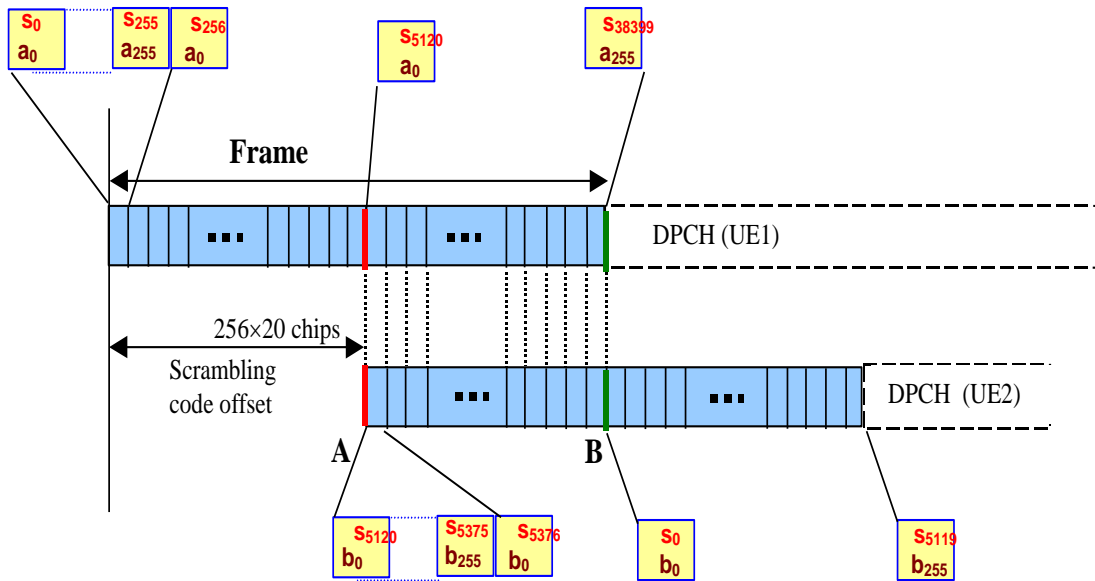 s0 s255 s256 s5120 s38399
a0 a255 a0 a0 a255
Frame
DPCH (UE1)
256×20 chips
Scrambling
code offset
DPCH (UE2)
A B
s5120 s5375 s5376 s0 s5119
b0 b255 b0 b0 b255